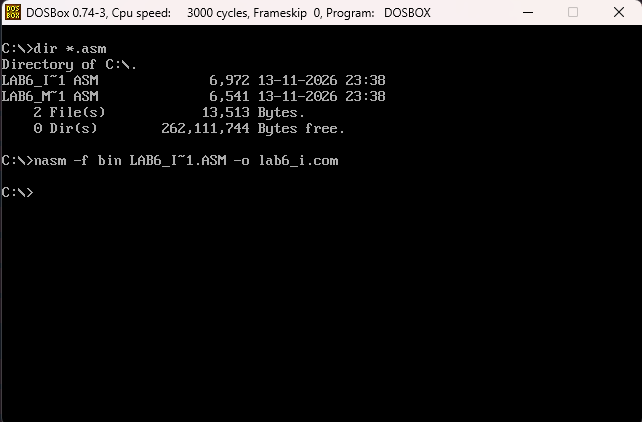 DOS
BOX
DOSBox 0.74-3, Cpu speed: 3000 cycles, Frameskip 0, Program: DOSBOX
C:\>dir *.asm
Directory of C:\.
LAB6_I~1 ASM 6,972 13-11-2026 23:38
LAB6_M~1 ASM 6,541 13-11-2026 23:38
2 File(s) 13,513 Bytes.
0 Dir(s) 262,111,744 Bytes free.
C:\>nasm -f bin LAB6_I~1.ASM -o lab6_i.com
C:\>